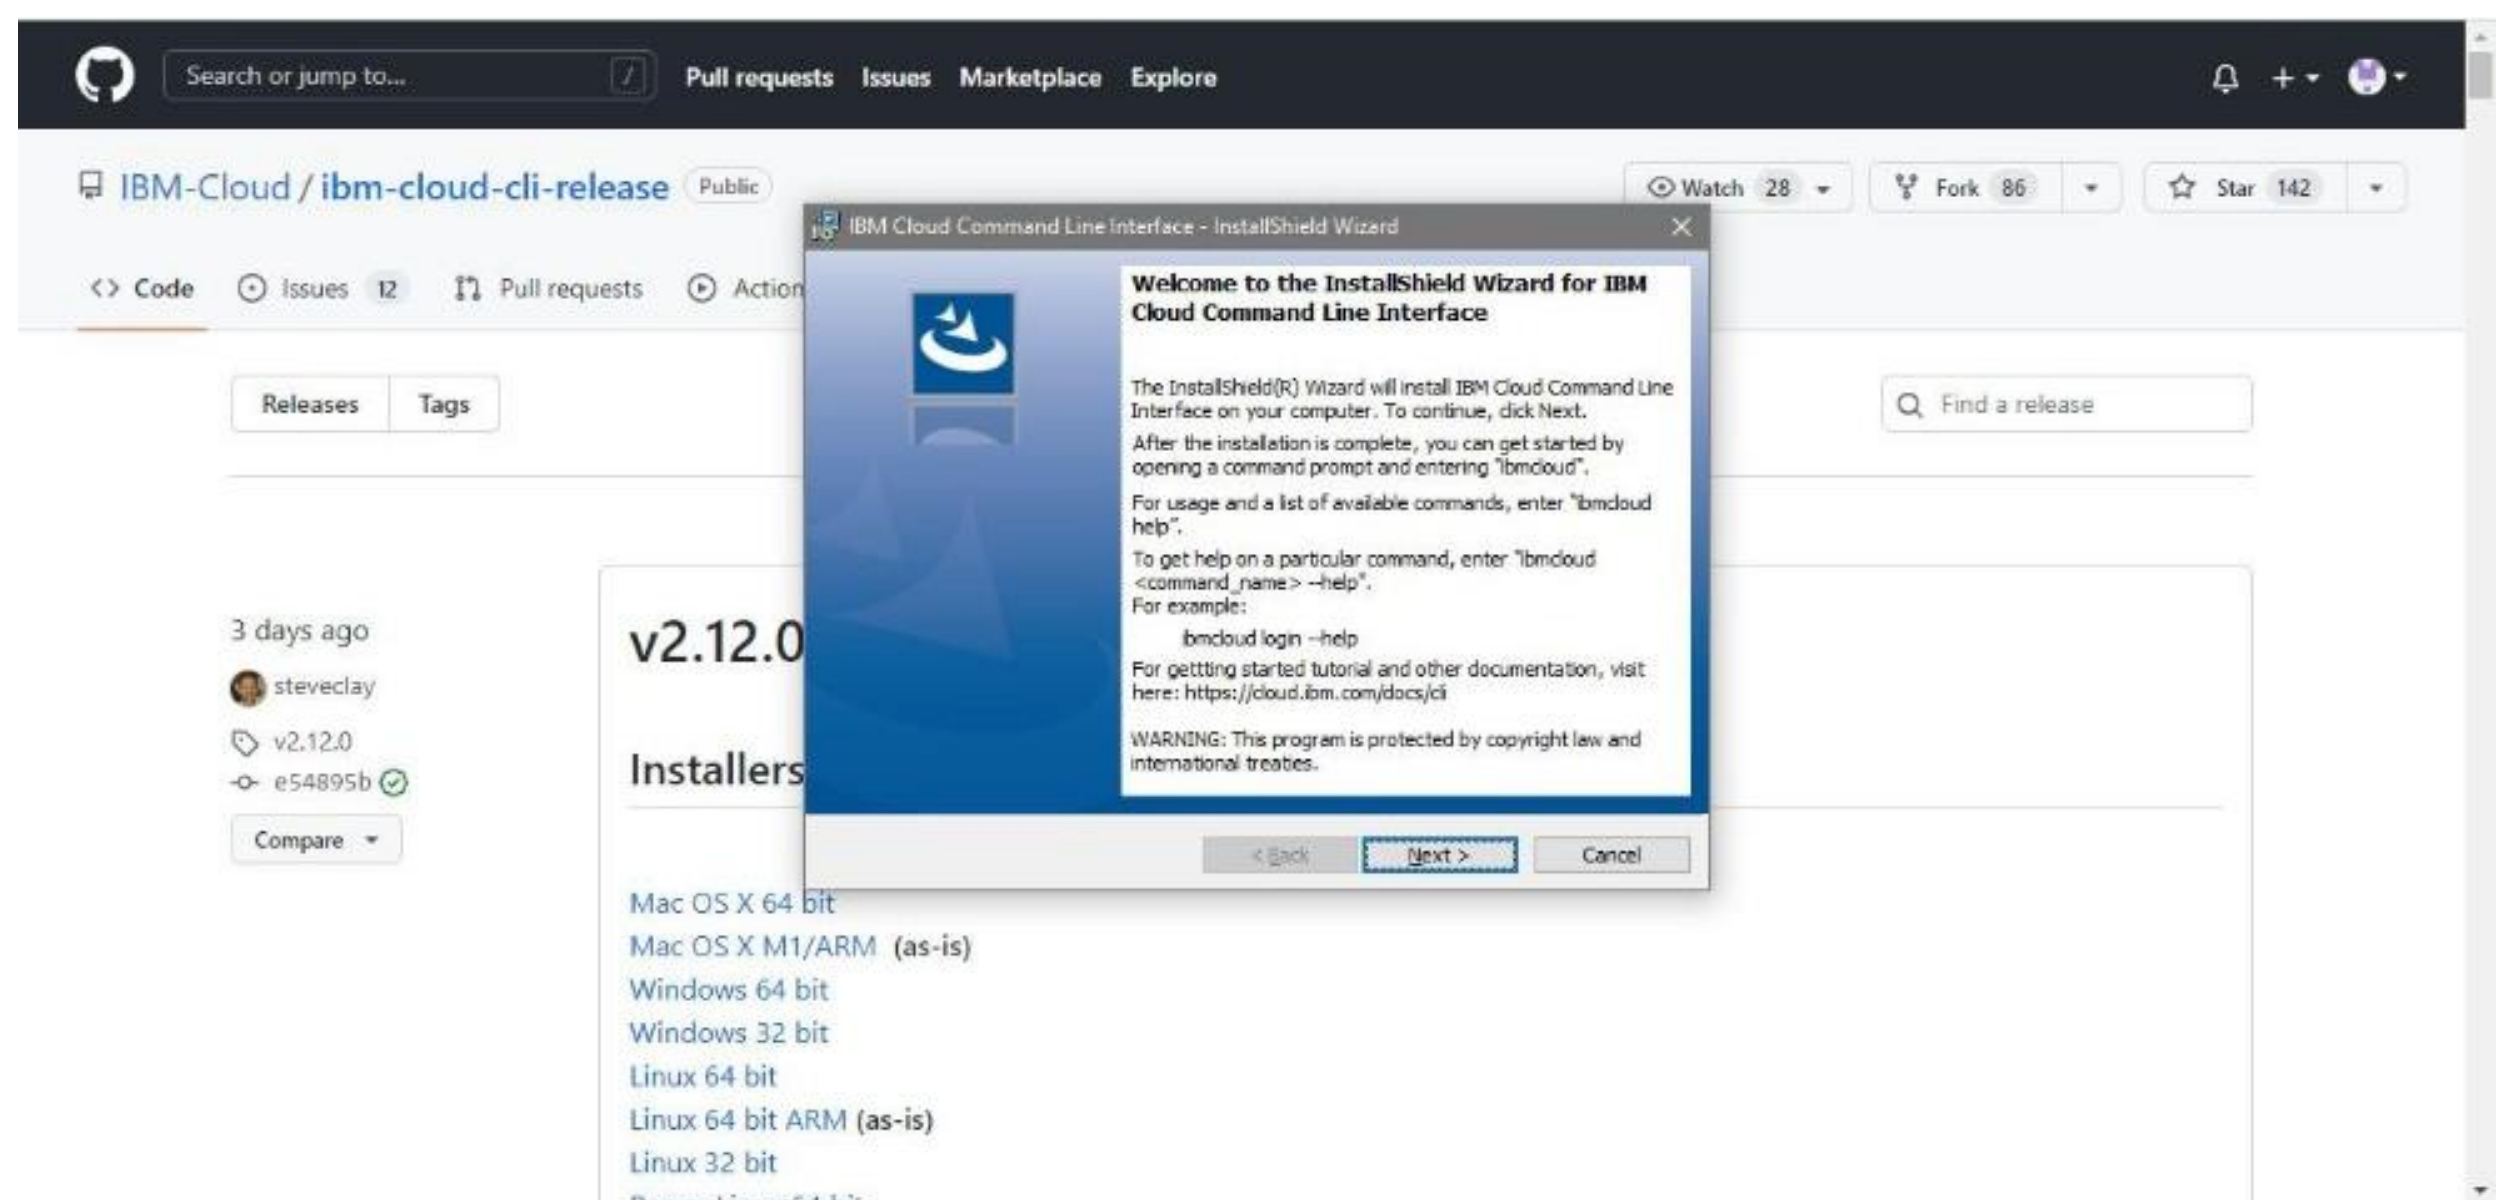 Search or jump to... / Pull requests Issues Marketplace Explore
IBM-Cloud / ibm-cloud-cli-release Public
Watch 28 Fork 86 Star 142
<> Code Issues 12 Pull requests Action
Releases Tags
Find a release
3 days ago
steveclay
v2.12.0
e54895b
Compare
v2.12.0
Installers
Mac OS X 64 bit
Mac OS X M1/ARM (as-is)
Windows 64 bit
Windows 32 bit
Linux 64 bit
Linux 64 bit ARM (as-is)
Linux 32 bit
IBM Cloud Command Line Interface - InstallShield Wizard
Welcome to the InstallShield Wizard for IBM
Cloud Command Line Interface
The InstallShield(R) Wizard will install IBM Cloud Command Line
Interface on your computer. To continue, click Next.
After the installation is complete, you can get started by
opening a command prompt and entering "ibmcloud".
For usage and a list of available commands, enter "ibmcloud
help".
To get help on a particular command, enter "ibmcloud
<command_name> --help".
For example:
ibmcloud login --help
For gettting started tutorial and other documentation, visit
here: https://cloud.ibm.com/docs/cli
WARNING: This program is protected by copyright law and
international treaties.
< Back Next > Cancel